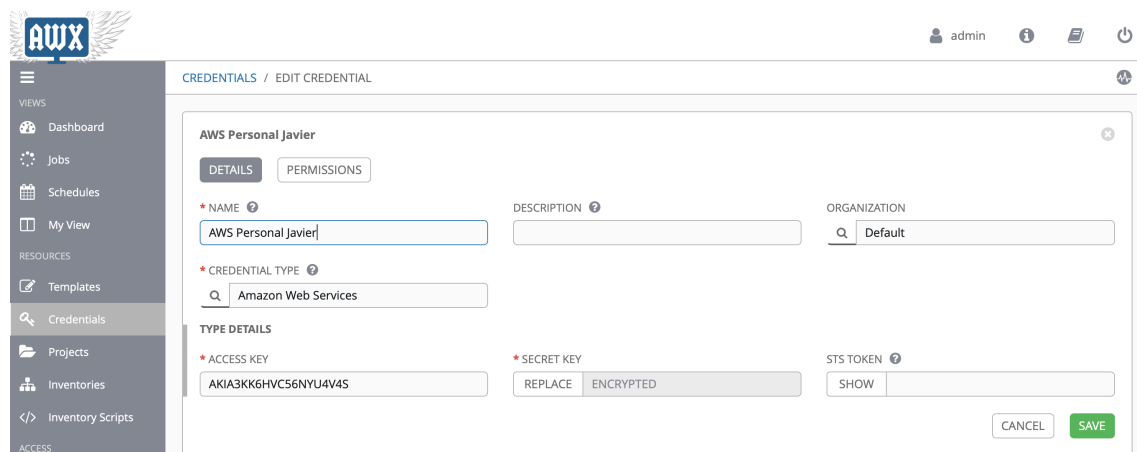 AWX
admin
CREDENTIALS / EDIT CREDENTIAL
VIEWS
Dashboard
Jobs
Schedules
My View
RESOURCES
Templates
Credentials
Projects
Inventories
Inventory Scripts
ACCESS
AWS Personal Javier
DETAILS PERMISSIONS
* NAME DESCRIPTION ORGANIZATION
AWS Personal Javier Default
* CREDENTIAL TYPE
Amazon Web Services
TYPE DETAILS
* ACCESS KEY * SECRET KEY STS TOKEN
AKIA3KK6HVC56NYU4V4S REPLACE ENCRYPTED SHOW
CANCEL SAVE